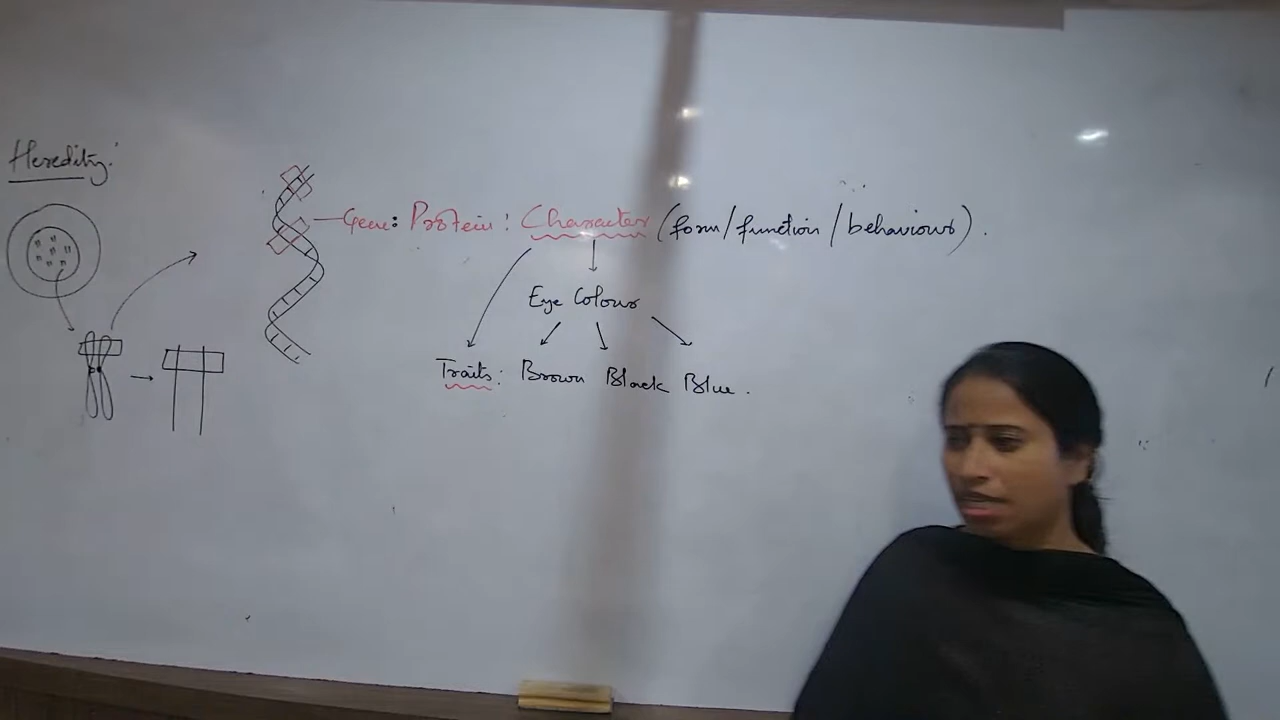 Heredity:
Gene: Protein: Character (form/function/behaviours).
Eye Colour
Traits: Brown Black Blue.